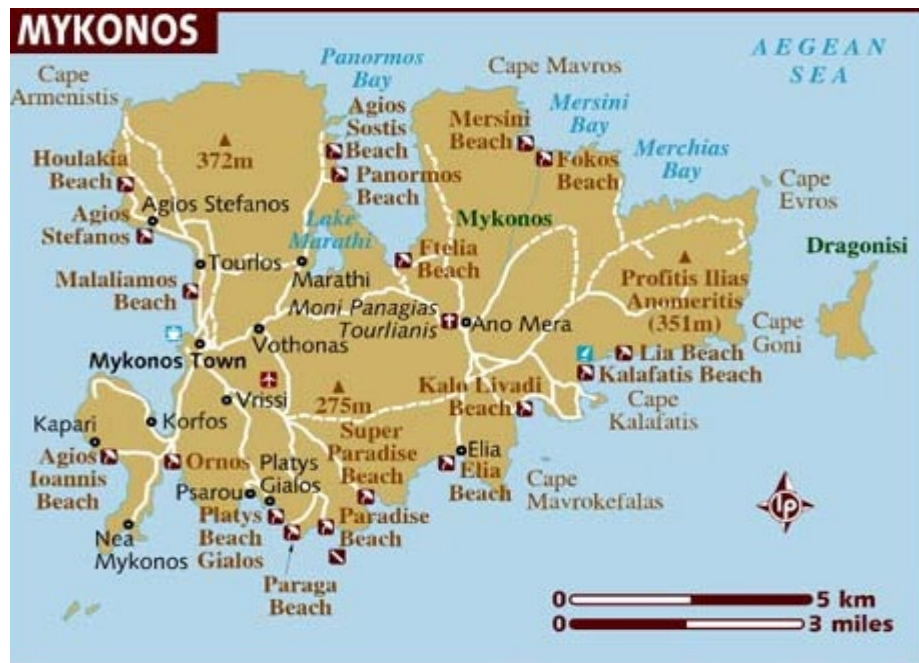 MYKONOS
AEGEAN
SEA
Panormos
Bay
Cape Mavros
Cape
Armenistis
Agios
Sostis
Beach
Mersini
Beach
Mersini
Bay
372m
Houlakia
Beach
Fokos
Beach
Merchias
Bay
Panormos
Beach
Cape
Evros
Agios Stefanos
Agios
Stefanos
Lake
Marathi
Mykonos
Dragonisi
Ftelia
Beach
Tourlos
Marathi
Malaliamos
Beach
Profitis Ilias
Anomeritis
(351m)
Moni Panagias
Tourlianis
Ano Mera
Cape
Goni
Mykonos Town
Vothonas
Lia Beach
Kalafatis Beach
Vrissi
275m
Kalo Livadi
Beach
Cape
Kalafatis
Kapari
Korfos
Super
Paradise
Beach
Agios
Ioannis
Beach
Ornos
Platys
Gialos
Elia
Elia
Beach
Cape
Mavrokefalas
Psarou
Platys
Beach
Gialos
Paradise
Beach
lp
Nea
Mykonos
Paraga
Beach
0 5 km
0 3 miles